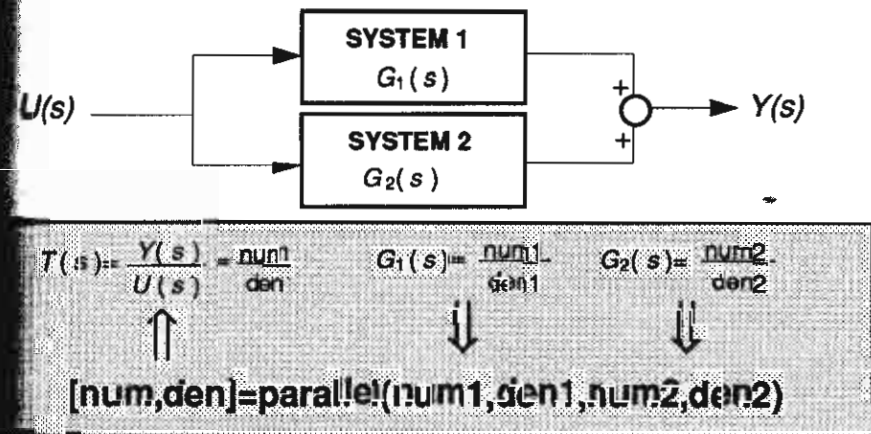 SYSTEM 1
G₁(s)
U(s)
+
Y(s)
SYSTEM 2
+
G₂(s)
T(s)= Y(s)/U(s) = num/den G₁(s)= num1/den1 G₂(s)= num2/den2
[num,den]=parallel(num1,den1,num2,den2)